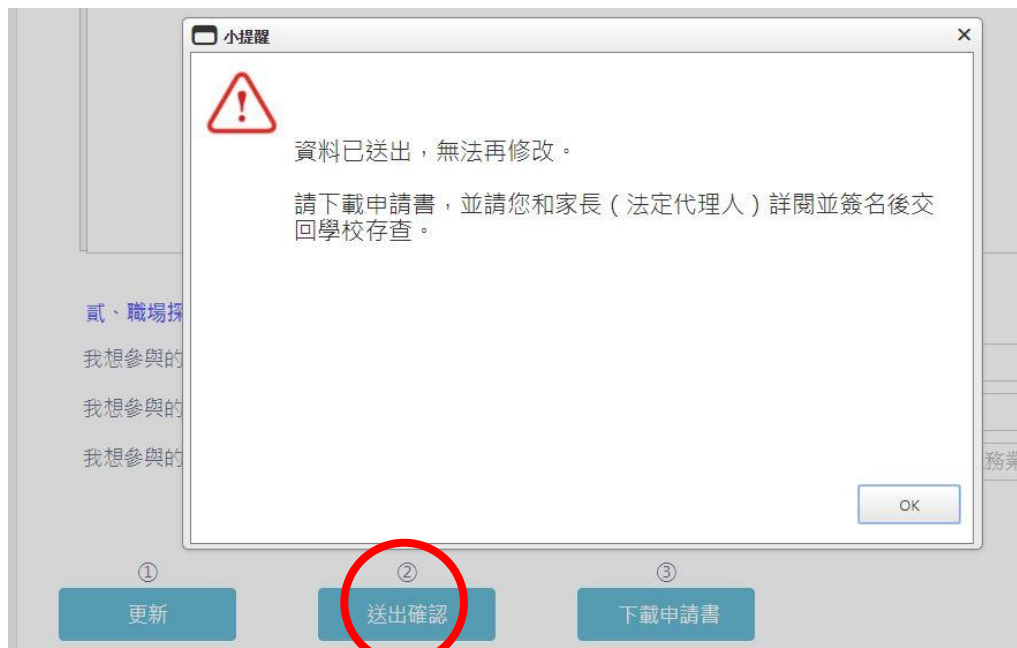 小提醒
資料已送出，無法再修改。
請下載申請書，並請您和家長（法定代理人）詳閱並簽名後交
回學校存查。
貳、職場探
我想參與的
我想參與的
我想參與的
務業
OK
① ② ③
更新 送出確認 下載申請書